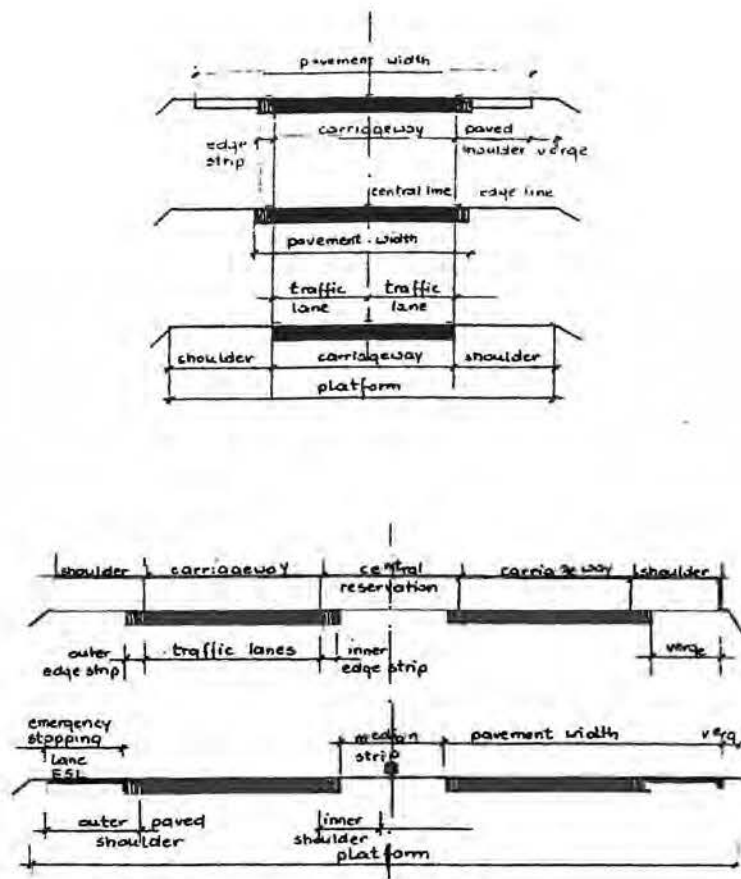 pavement width
edge strip
carriageway
paved shoulder
verge
central line
edge line
pavement width
traffic lane
traffic lane
shoulder
carriageway
shoulder
platform
shoulder
carriageway
central reservation
carriageway
shoulder
outer edge strip
traffic lanes
inner edge strip
verge
emergency stopping lane ESL
median strip
pavement width
verg
outer paved shoulder
inner shoulder
platform